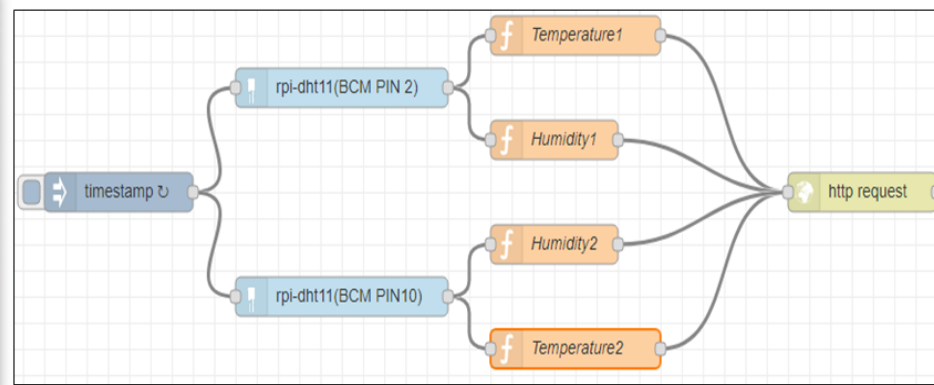 Temperature1
rpi-dht11(BCM PIN 2)
Humidity1
timestamp ↻
http request
Humidity2
rpi-dht11(BCM PIN10)
Temperature2